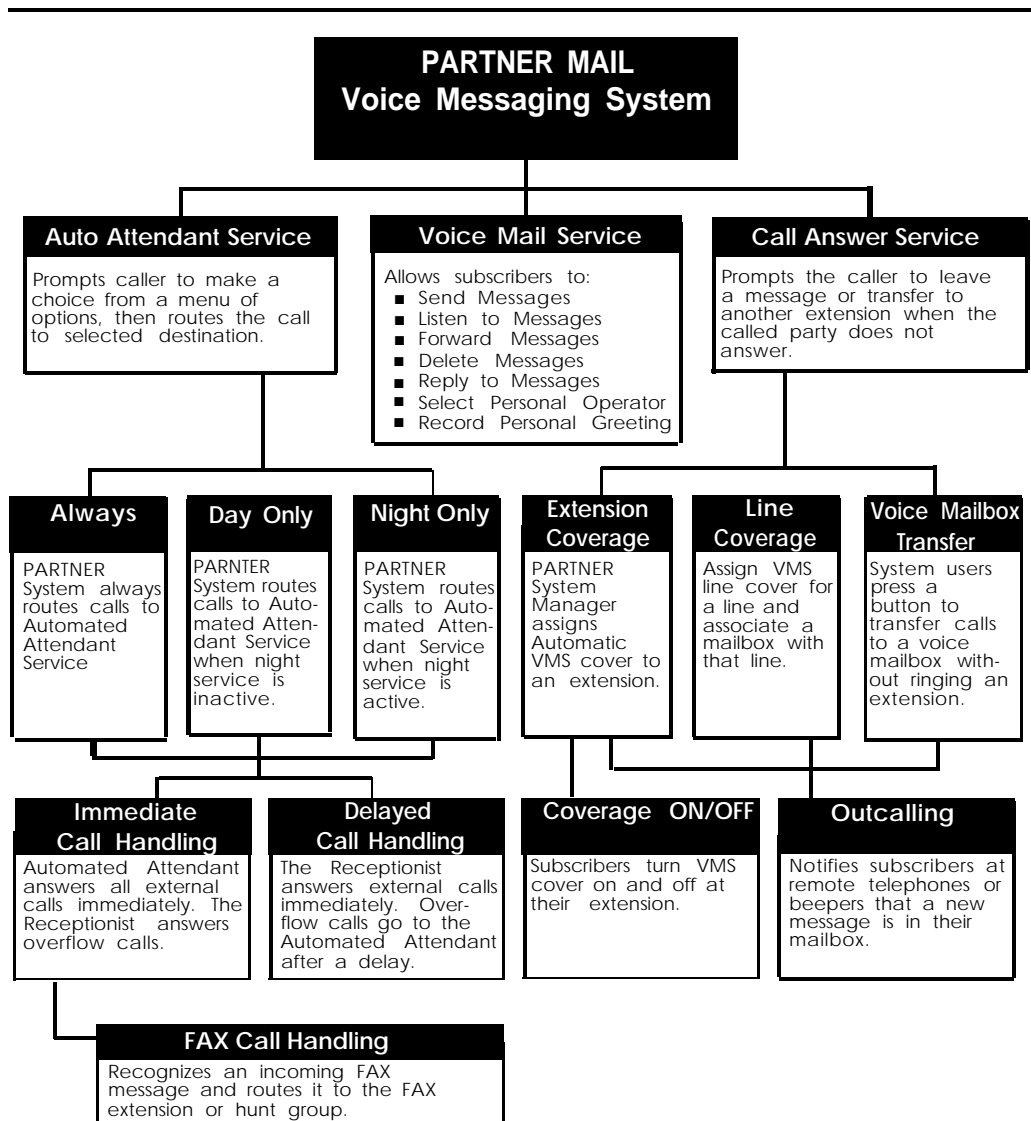 PARTNER MAIL
Voice Messaging System
Auto Attendant Service
Prompts caller to make a
choice from a menu of
options, then routes the call
to selected destination.
Voice Mail Service
Allows subscribers to:
■ Send Messages
■ Listen to Messages
■ Forward Messages
■ Delete Messages
■ Reply to Messages
■ Select Personal Operator
■ Record Personal Greeting
Call Answer Service
Prompts the caller to leave
a message or transfer to
another extension when the
called party does not
answer.
Always
PARTNER
System always
routes calls to
Automated
Attendant
Service
Day Only
PARNTER
System routes
calls to Auto-
mated Atten-
dant Service
when night
service is
inactive.
Night Only
PARTNER
System routes
calls to Auto-
mated Atten-
dant Service
when night
service is
active.
Extension
Coverage
PARTNER
System
Manager
assigns
Automatic
VMS cover to
an extension.
Line
Coverage
Assign VMS
line cover for
a line and
associate a
mailbox with
that line.
Voice Mailbox
Transfer
System users
press a
button to
transfer calls
to a voice
mailbox with-
out ringing an
extension.
Immediate
Call Handling
Automated Attendant
answers all external
calls immediately. The
Receptionist answers
overflow calls.
Delayed
Call Handling
The Receptionist
answers external calls
immediately. Over-
flow calls go to the
Automated Attendant
after a delay.
Coverage ON/OFF
Subscribers turn VMS
cover on and off at
their extension.
Outcalling
Notifies subscribers at
remote telephones or
beepers that a new
message is in their
mailbox.
FAX Call Handling
Recognizes an incoming FAX
message and routes it to the FAX
extension or hunt group.